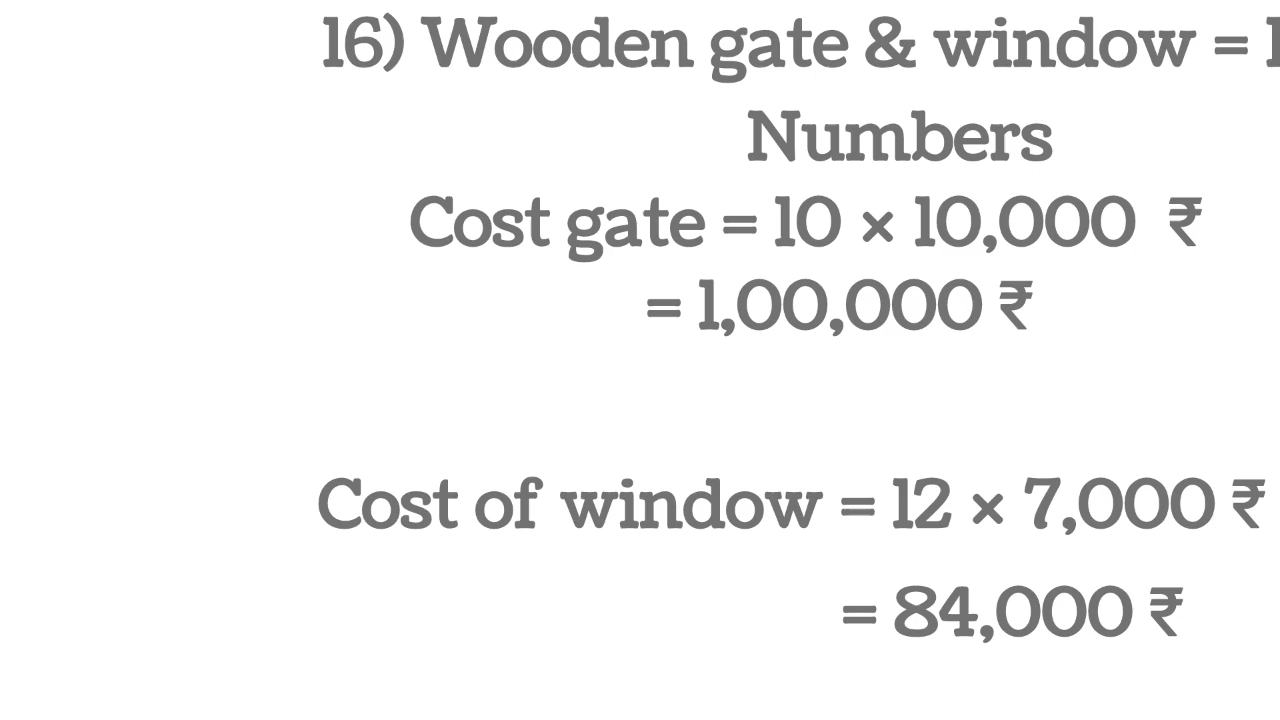 16) Wooden gate & window =
Numbers
Cost gate = 10 × 10,000 ₹
= 1,00,000 ₹
Cost of window = 12 × 7,000 ₹
= 84,000 ₹